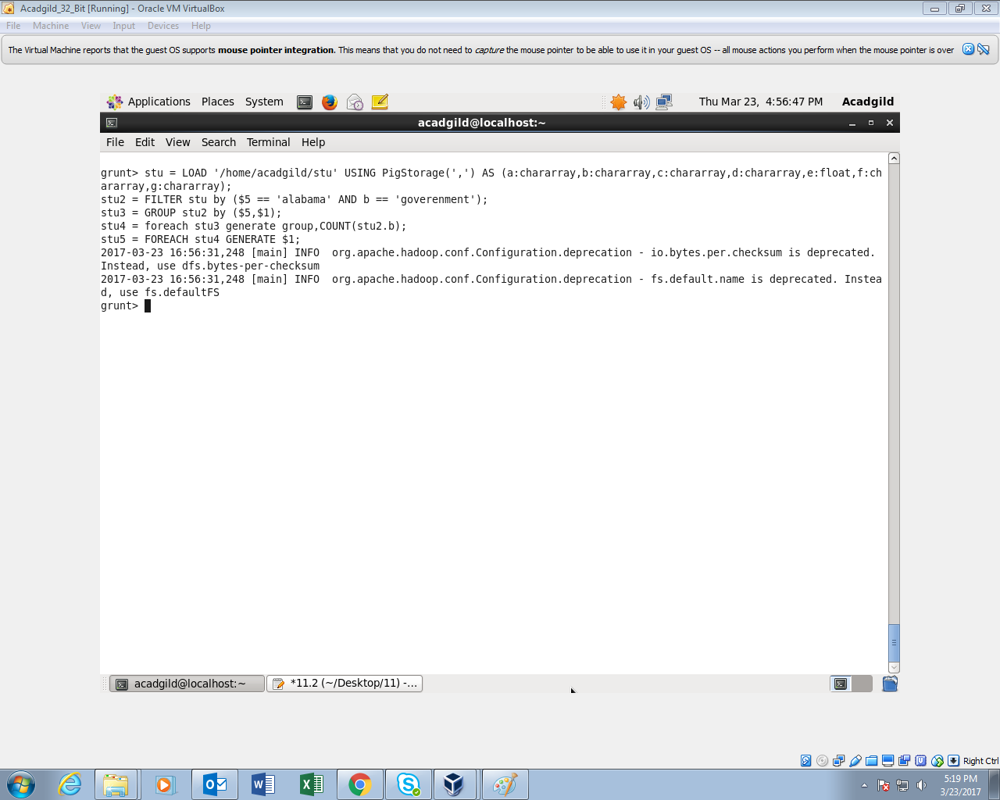 Acadgild_32_Bit [Running] - Oracle VM VirtualBox
File Machine View Input Devices Help
The Virtual Machine reports that the guest OS supports mouse pointer integration. This means that you do not need to capture the mouse pointer to be able to use it in your guest OS -- all mouse actions you perform when the mouse pointer is over
Applications Places System Thu Mar 23, 4:56:47 PM Acadgild
acadgild@localhost:~
File Edit View Search Terminal Help
grunt> stu = LOAD '/home/acadgild/stu' USING PigStorage(',') AS (a:chararray,b:chararray,c:chararray,d:chararray,e:float,f:ch
ararray,g:chararray);
stu2 = FILTER stu by ($5 == 'alabama' AND b == 'goverenment');
stu3 = GROUP stu2 by ($5,$1);
stu4 = foreach stu3 generate group,COUNT(stu2.b);
stu5 = FOREACH stu4 GENERATE $1;
2017-03-23 16:56:31,248 [main] INFO  org.apache.hadoop.conf.Configuration.deprecation - io.bytes.per.checksum is deprecated.
Instead, use dfs.bytes-per-checksum
2017-03-23 16:56:31,248 [main] INFO  org.apache.hadoop.conf.Configuration.deprecation - fs.default.name is deprecated. Instea
d, use fs.defaultFS
grunt>
acadgild@localhost:~ *11.2 (~/Desktop/11) -...
Right Ctrl
5:19 PM
3/23/2017